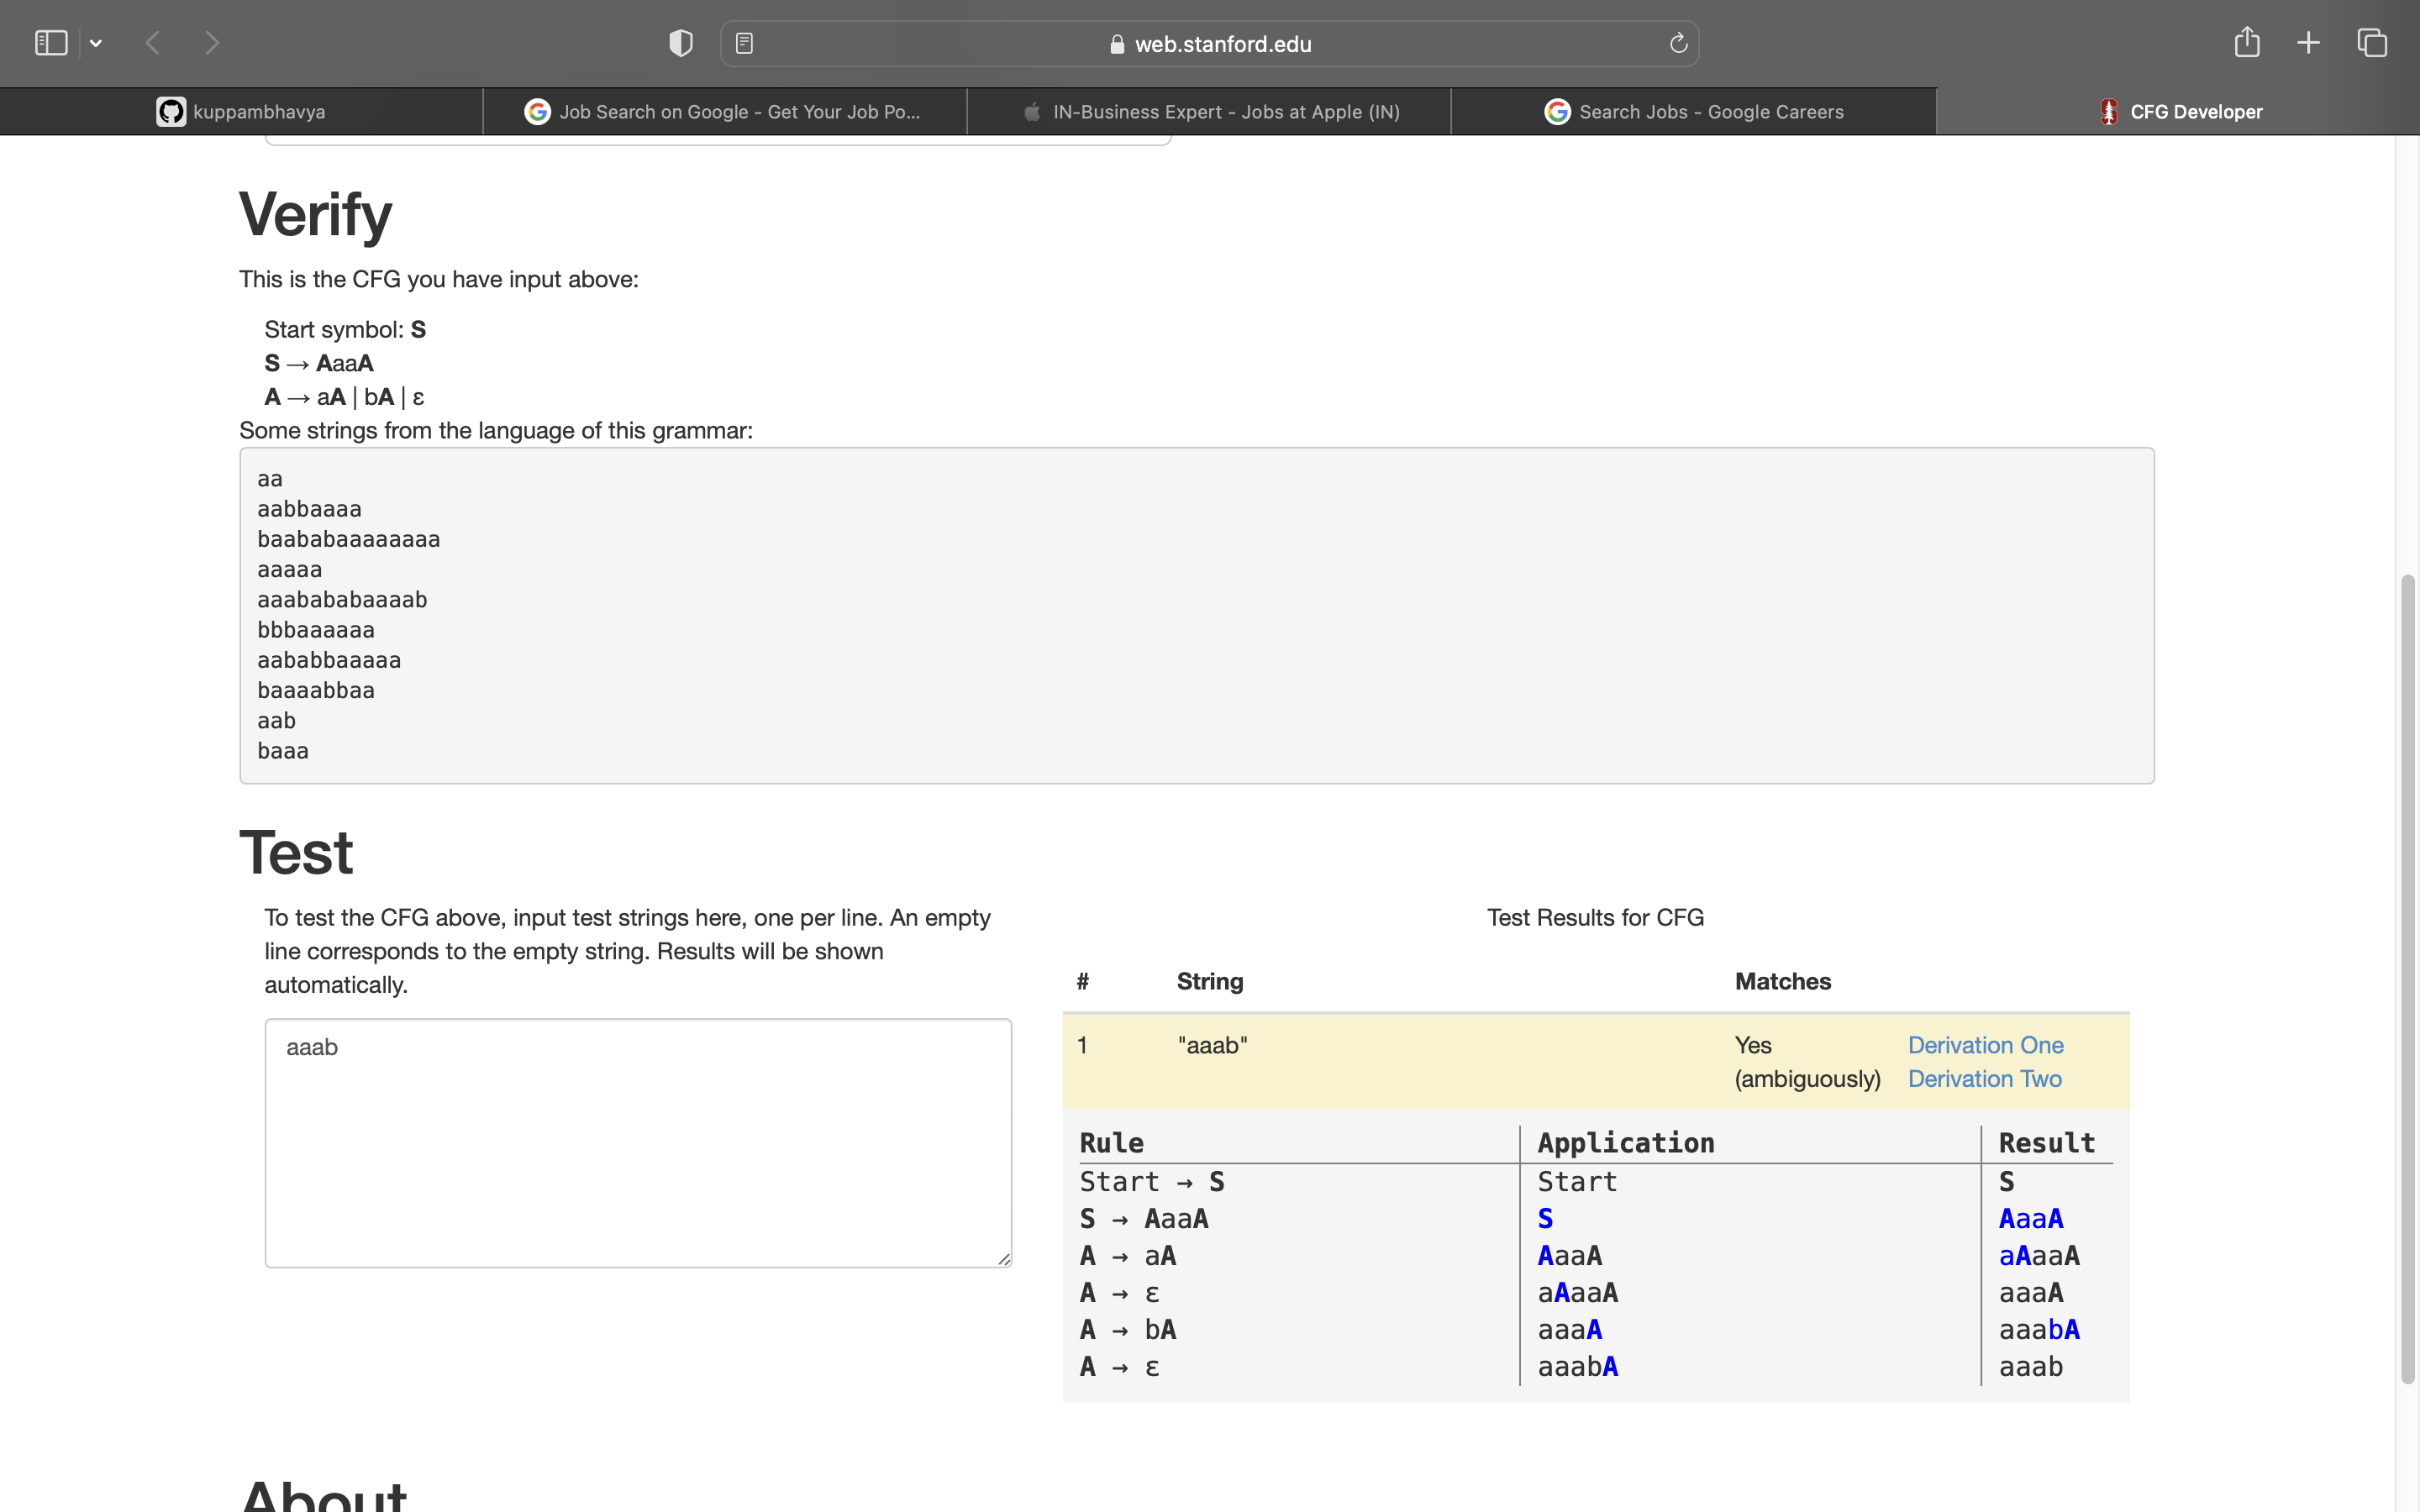 web.stanford.edu
kuppambhavya
Job Search on Google - Get Your Job Po...
IN-Business Expert - Jobs at Apple (IN)
Search Jobs - Google Careers
CFG Developer
Verify
This is the CFG you have input above:
Start symbol: S
S → AaaA
A → aA | bA | ε
Some strings from the language of this grammar:
aa
aabbaaaa
baababaaaaaaaa
aaaaa
aaabababaaaab
bbbaaaaaa
aababbaaaaa
baaaabbaa
aab
baaa
Test
To test the CFG above, input test strings here, one per line. An empty
line corresponds to the empty string. Results will be shown
automatically.
aaab
Test Results for CFG
# String Matches
1 "aaab" Yes Derivation One
(ambiguously) Derivation Two
Rule Application Result
Start → S Start S
S → AaaA S AaaA
A → aA AaaA aAaaA
A → ε aAaaA aaaA
A → bA aaaA aaabA
A → ε aaabA aaab
About